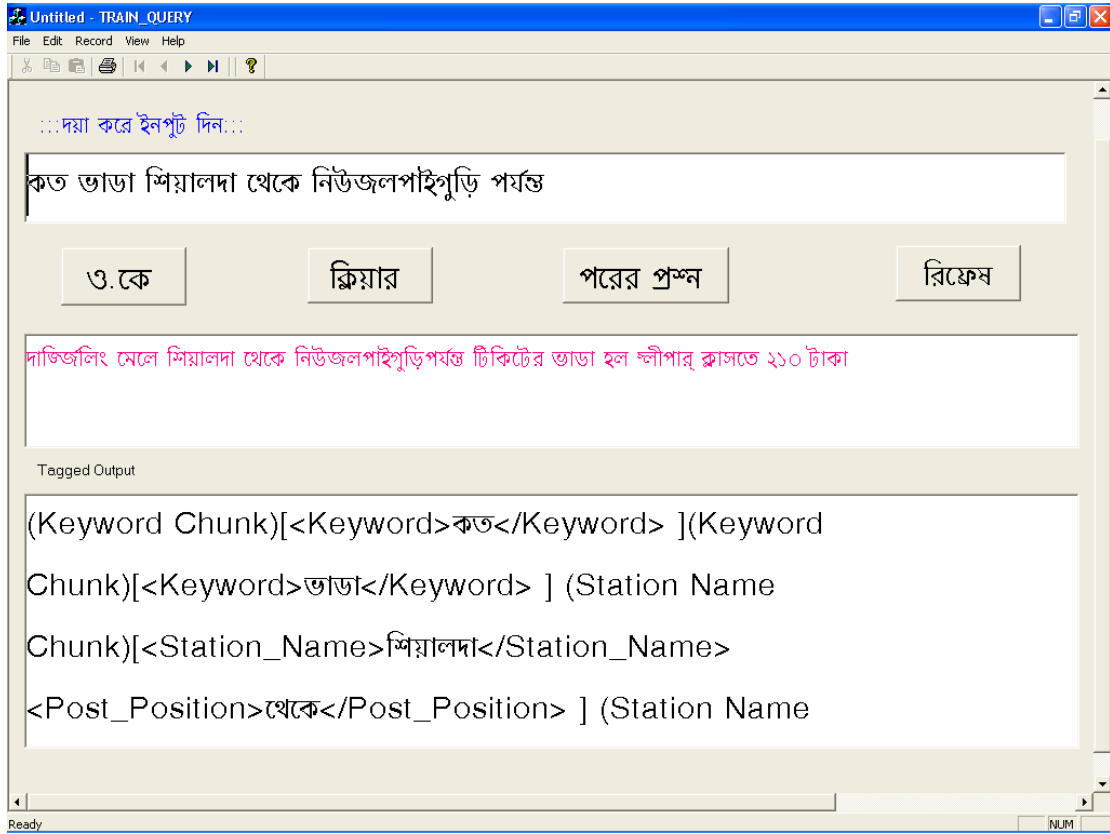 Untitled - TRAIN_QUERY
File Edit Record View Help
:::দয়া করে ইনপুট দিন:::
কত ভাডা শিয়ালদা থেকে নিউজলপাইগুড়ি পর্যন্ত
ও.কে ক্লিয়ার পরের প্রশ্ন রিফ্রেষ
দার্জ্জিলিং মেলে শিয়ালদা থেকে নিউজলপাইগুড়িপর্যন্ত টিকিটের ভাডা হল স্লীপার্ ক্লাসতে ২১০ টাকা
Tagged Output
(Keyword Chunk)[<Keyword>কত</Keyword> ](Keyword
Chunk)[<Keyword>ভাডা</Keyword> ] (Station Name
Chunk)[<Station_Name>শিয়ালদা</Station_Name>
<Post_Position>থেকে</Post_Position> ] (Station Name
Ready NUM